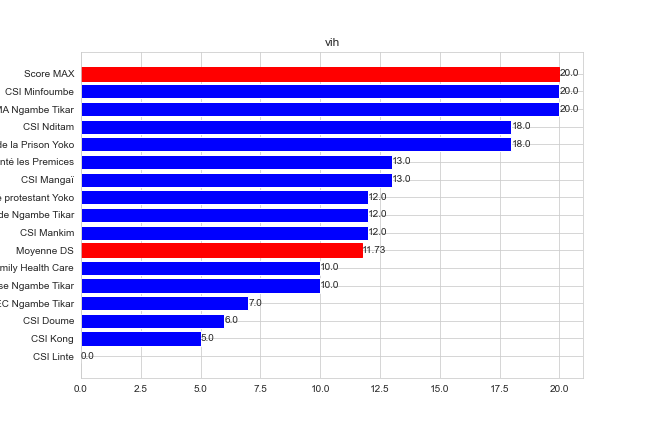 vih
Score MAX 20.0
CSI Minfoumbe 20.0
MA Ngambe Tikar 20.0
CSI Nditam 18.0
de la Prison Yoko 18.0
nté les Premices 13.0
CSI Mangaï 13.0
protestant Yoko 12.0
de Ngambe Tikar 12.0
CSI Mankim 12.0
Moyenne DS 11.73
mily Health Care 10.0
se Ngambe Tikar 10.0
EC Ngambe Tikar 7.0
CSI Doume 6.0
CSI Kong 5.0
CSI Linte 0.0
0.0 2.5 5.0 7.5 10.0 12.5 15.0 17.5 20.0